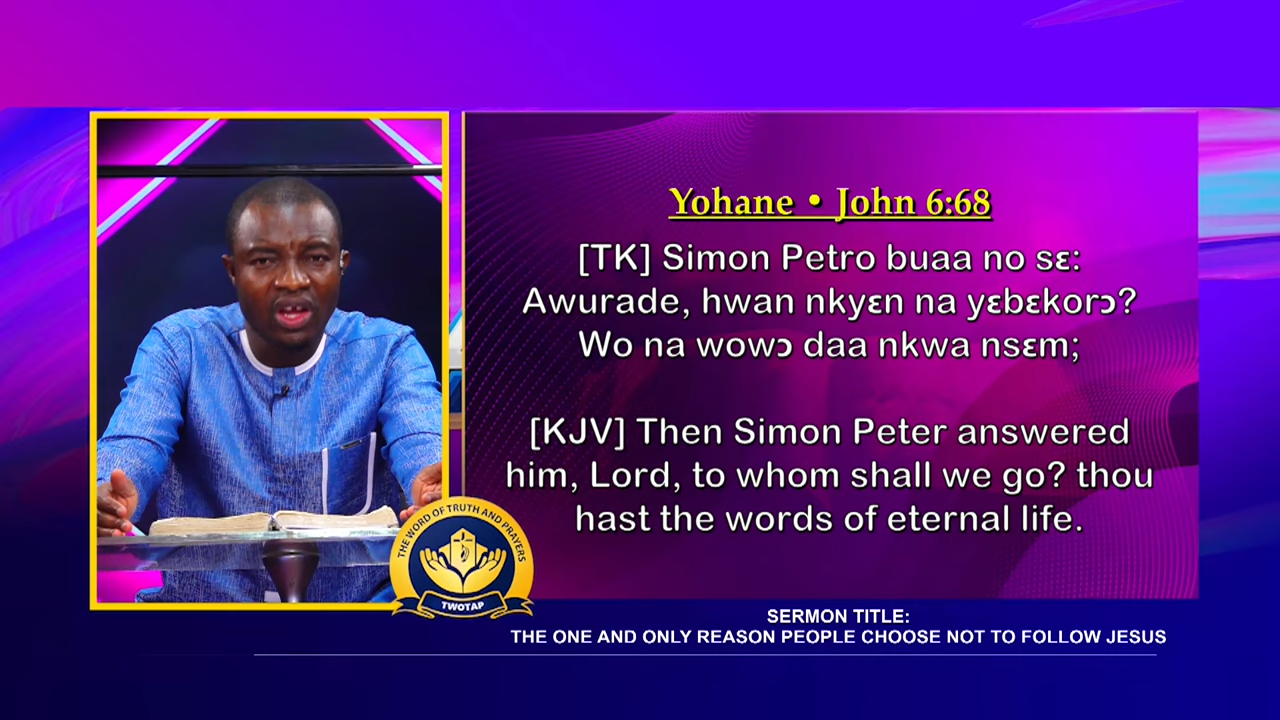 Yohane • John 6:68
[TK] Simon Petro buaa no sɛ:
Awurade, hwan nkyɛn na yɛbɛkorɔ?
Wo na wowɔ daa nkwa nsɛm;
[KJV] Then Simon Peter answered
him, Lord, to whom shall we go? thou
hast the words of eternal life.
THE WORD OF TRUTH AND PRAYERS
TWOTAP
SERMON TITLE:
THE ONE AND ONLY REASON PEOPLE CHOOSE NOT TO FOLLOW JESUS